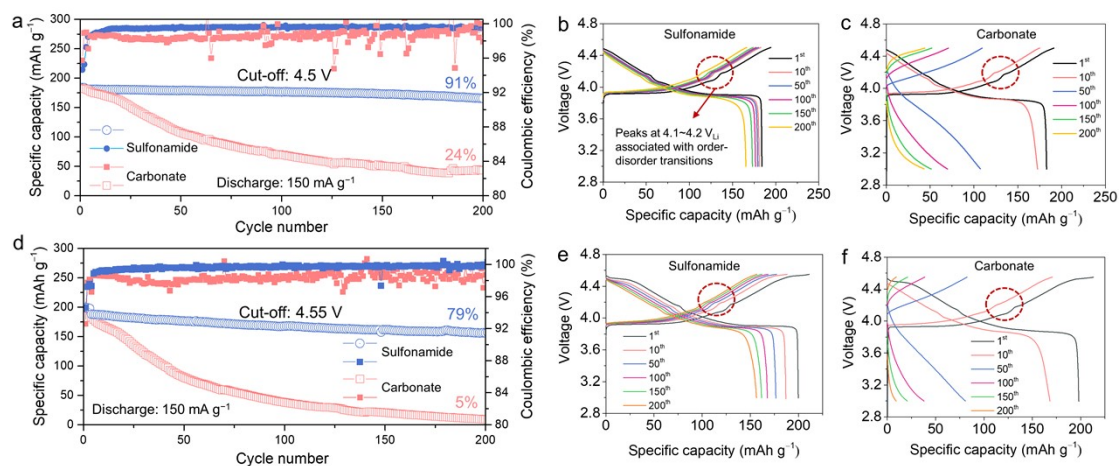 a
Specific capacity (mAh g⁻¹)
300
250
200
150
100
50
0
Cut-off: 4.5 V
91%
Sulfonamide
Carbonate
24%
Discharge: 150 mA g⁻¹
0
50
100
150
200
Cycle number
100
98
96
94
92
90
88
86
84
82
80
Coulombic efficiency (%)
b
Sulfonamide
Voltage (V)
4.8
4.4
4.0
3.6
3.2
2.8
1st
10th
50th
100th
150th
200th
Peaks at 4.1~4.2 VLi
associated with order-
disorder transitions
0
50
100
150
200
250
Specific capacity (mAh g⁻¹)
c
Carbonate
Voltage (V)
4.8
4.4
4.0
3.6
3.2
2.8
1st
10th
50th
100th
150th
200th
0
50
100
150
200
250
Specific capacity (mAh g⁻¹)
d
Specific capacity (mAh g⁻¹)
300
250
200
150
100
50
0
Cut-off: 4.55 V
79%
Sulfonamide
Carbonate
5%
Discharge: 150 mA g⁻¹
0
50
100
150
200
Cycle number
100
96
92
88
84
80
Coulombic efficiency (%)
e
Sulfonamide
Voltage (V)
4.8
4.4
4.0
3.6
3.2
2.8
1st
10th
50th
100th
150th
200th
0
50
100
150
200
Specific capacity (mAh g⁻¹)
f
Carbonate
Voltage (V)
4.8
4.4
4.0
3.6
3.2
2.8
1st
10th
50th
100th
150th
200th
0
50
100
150
200
Specific capacity (mAh g⁻¹)